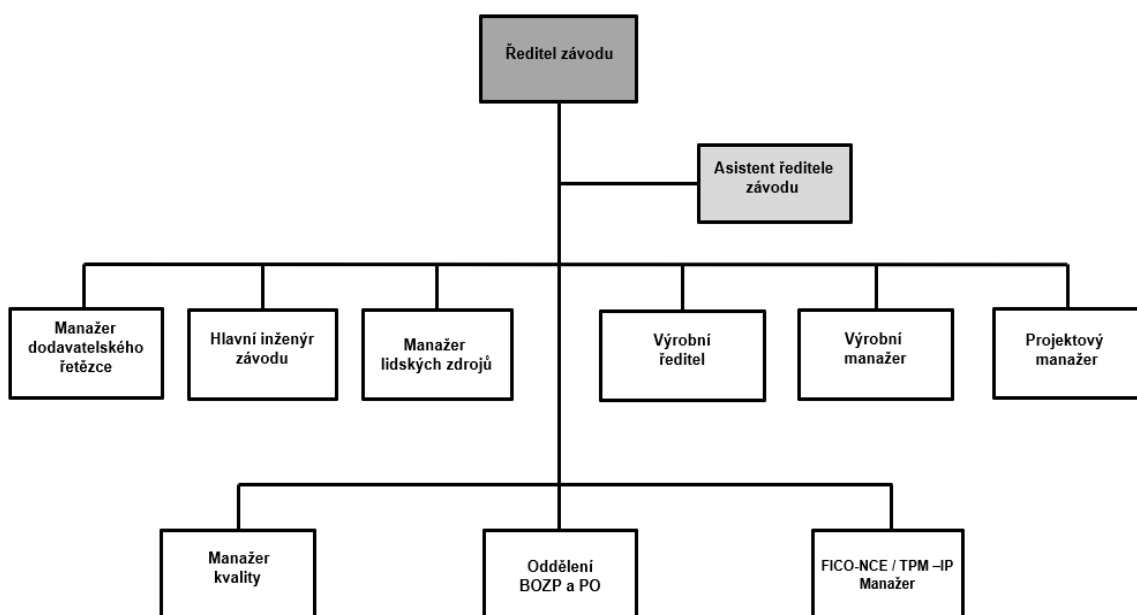 Ředitel závodu
Asistent ředitele
závodu
Manažer
dodavatelského
řetězce
Hlavní inženýr
závodu
Manažer
lidských zdrojů
Výrobní
ředitel
Výrobní
manažer
Projektový
manažer
Manažer
kvality
Oddělení
BOZP a PO
FICO-NCE / TPM –IP
Manažer